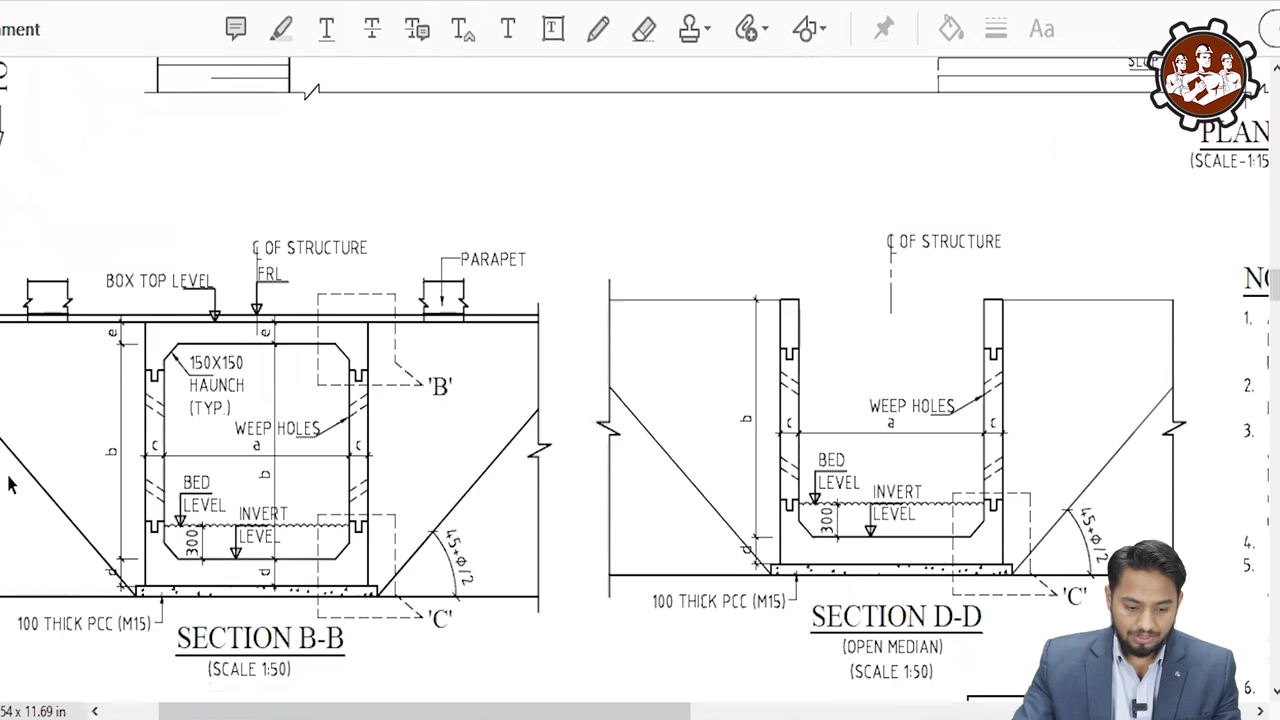 ment
T T T T T
Aa
PLAN
(SCALE-1:15
℄ OF STRUCTURE
FRL
BOX TOP LEVEL
PARAPET
e
e
150X150
HAUNCH
(TYP.)
'B'
WEEP HOLES
c
a
c
b
b
BED
LEVEL
INVERT
LEVEL
300
d
d
45+φ/2
100 THICK PCC (M15)
'C'
SECTION B-B
(SCALE 1:50)
℄ OF STRUCTURE
b
WEEP HOLES
c
a
c
BED
LEVEL
INVERT
LEVEL
300
d
45+φ/2
100 THICK PCC (M15)
'C'
SECTION D-D
(OPEN MEDIAN)
(SCALE 1:50)
NO
1.
2.
3.
4.
5.
6.
54 x 11.69 in